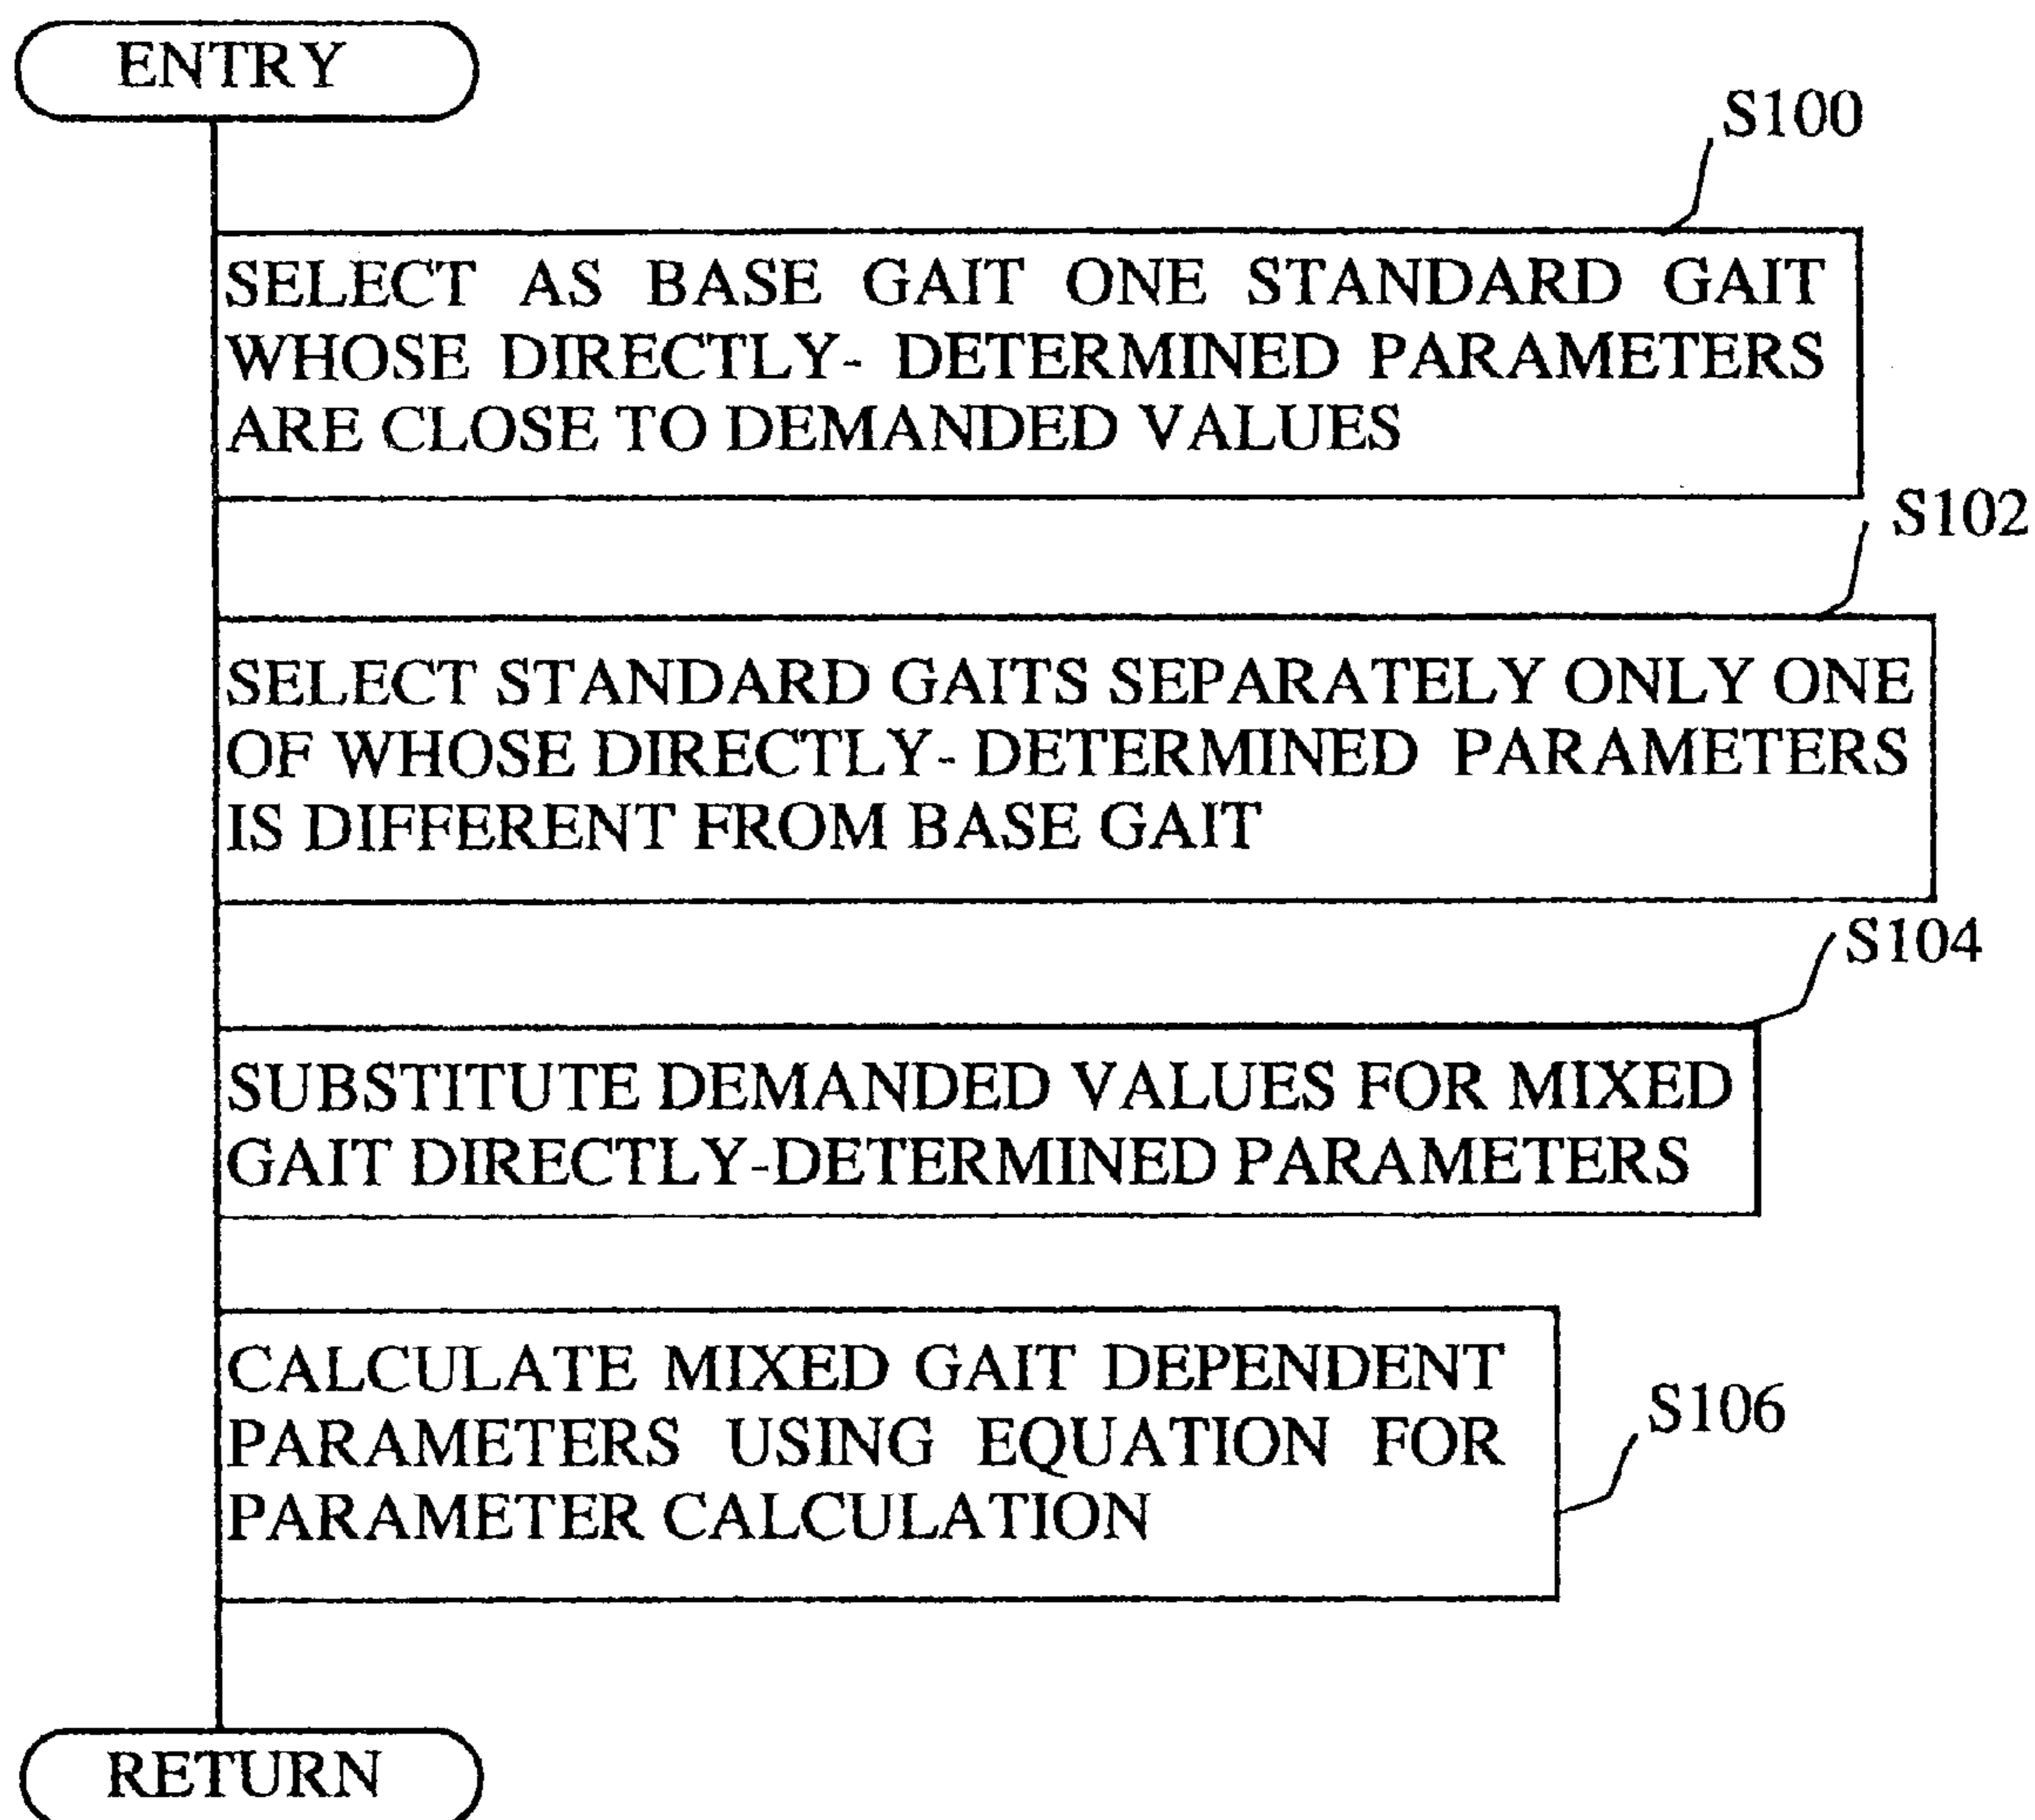 ENTRY
S100
SELECT AS BASE GAIT ONE STANDARD GAIT
WHOSE DIRECTLY- DETERMINED PARAMETERS
ARE CLOSE TO DEMANDED VALUES
S102
SELECT STANDARD GAITS SEPARATELY ONLY ONE
OF WHOSE DIRECTLY- DETERMINED PARAMETERS
IS DIFFERENT FROM BASE GAIT
S104
SUBSTITUTE DEMANDED VALUES FOR MIXED
GAIT DIRECTLY-DETERMINED PARAMETERS
CALCULATE MIXED GAIT DEPENDENT
PARAMETERS USING EQUATION FOR
PARAMETER CALCULATION
S106
RETURN